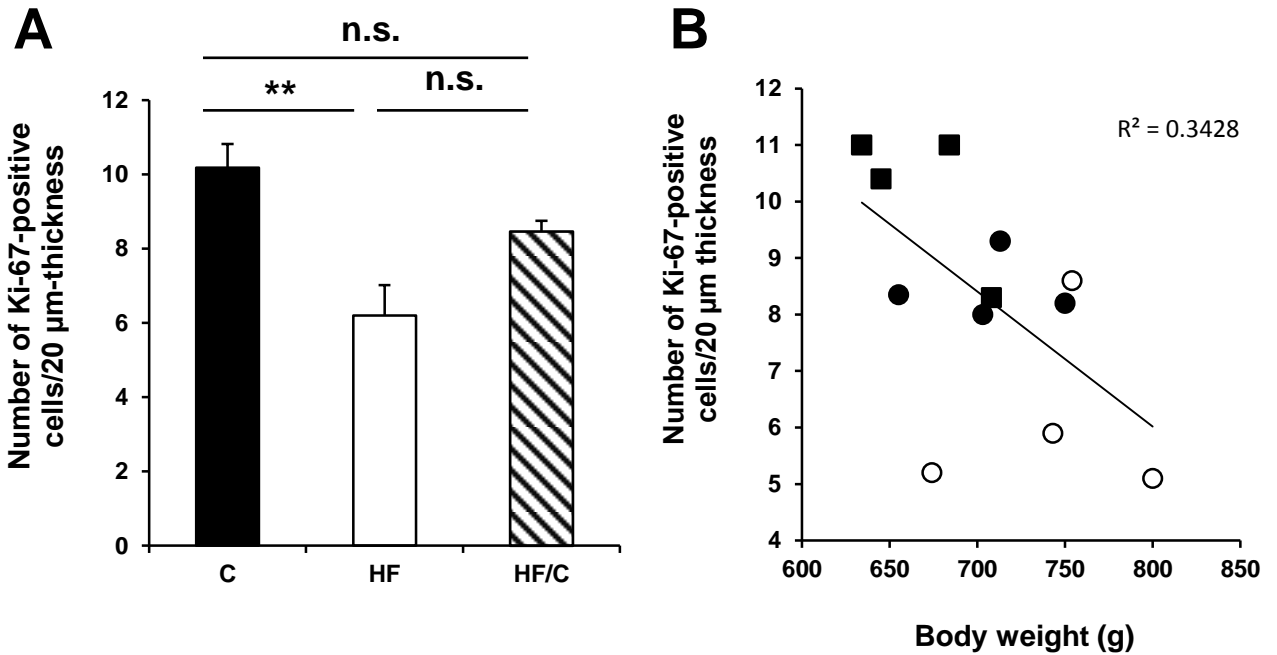 A
n.s.
**
n.s.
Number of Ki-67-positive
cells/20 µm-thickness
12
10
8
6
4
2
0
C
HF
HF/C
B
R² = 0.3428
Number of Ki-67-positive
cells/20 µm thickness
12
11
10
9
8
7
6
5
4
600
650
700
750
800
850
Body weight (g)